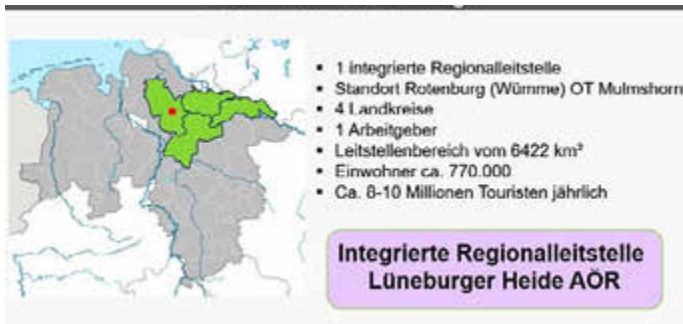 1 integrierte Regionalleitstelle
Standort Rotenburg (Wümme) OT Mulmshorn
4 Landkreise
1 Arbeitgeber
Leitstellenbereich vom 6422 km²
Einwohner ca. 770.000
Ca. 8-10 Millionen Touristen jährlich
Integrierte Regionalleitstelle
Lüneburger Heide AÖR